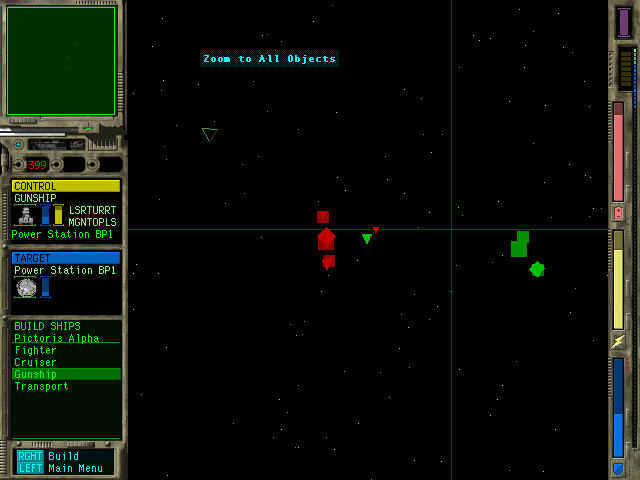 Zoom to All Objects
399
CONTROL
GUNSHIP
LSRTURRT
MGNTOPLS
Power Station BP1
TARGET
Power Station BP1
BUILD SHIPS
Pictoris Alpha
Fighter
Cruiser
Gunship
Transport
RGHT Build
LEFT Main Menu